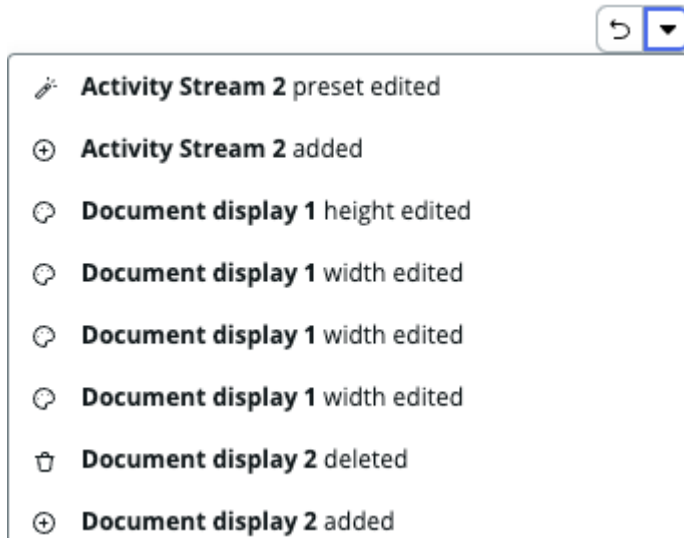 Activity Stream 2 preset edited
Activity Stream 2 added
Document display 1 height edited
Document display 1 width edited
Document display 1 width edited
Document display 1 width edited
Document display 2 deleted
Document display 2 added